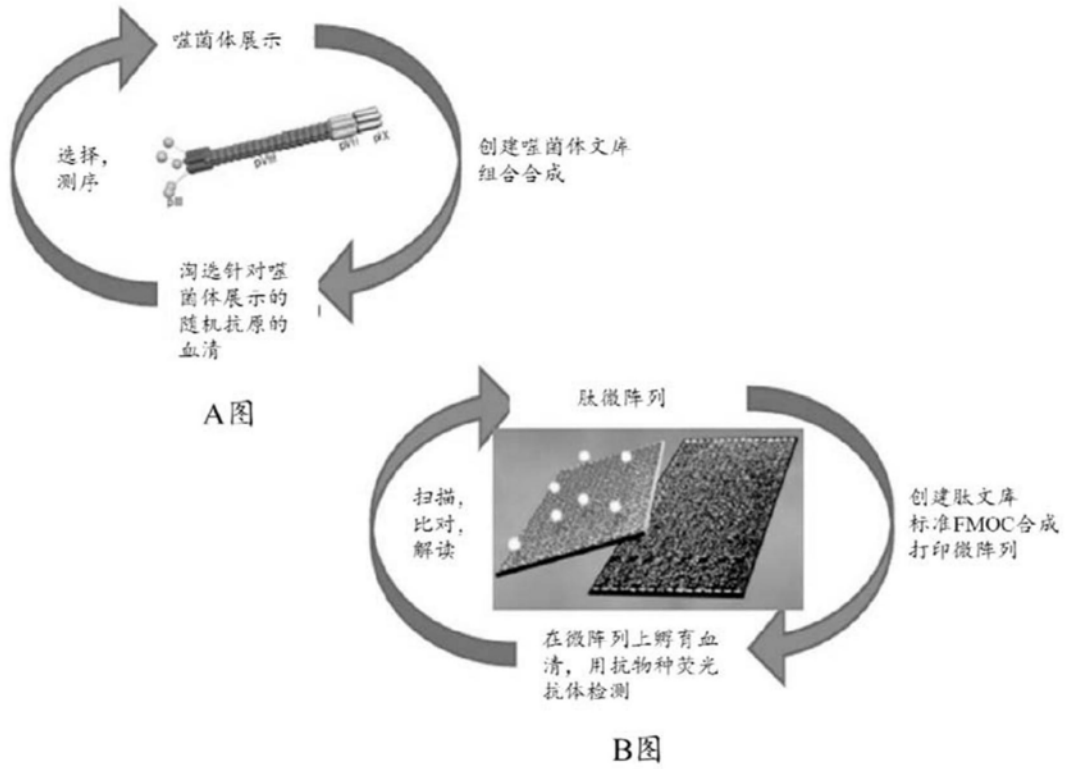 噬菌体展示
选择，
测序
pIII
pVIII
pVII
pIX
创建噬菌体文库
组合合成
淘选针对噬
菌体展示的
随机抗原的
血清
A图
肽微阵列
扫描，
比对，
解读
创建肽文库
标准FMOC合成
打印微阵列
在微阵列上孵育血
清，用抗物种荧光
抗体检测
B图